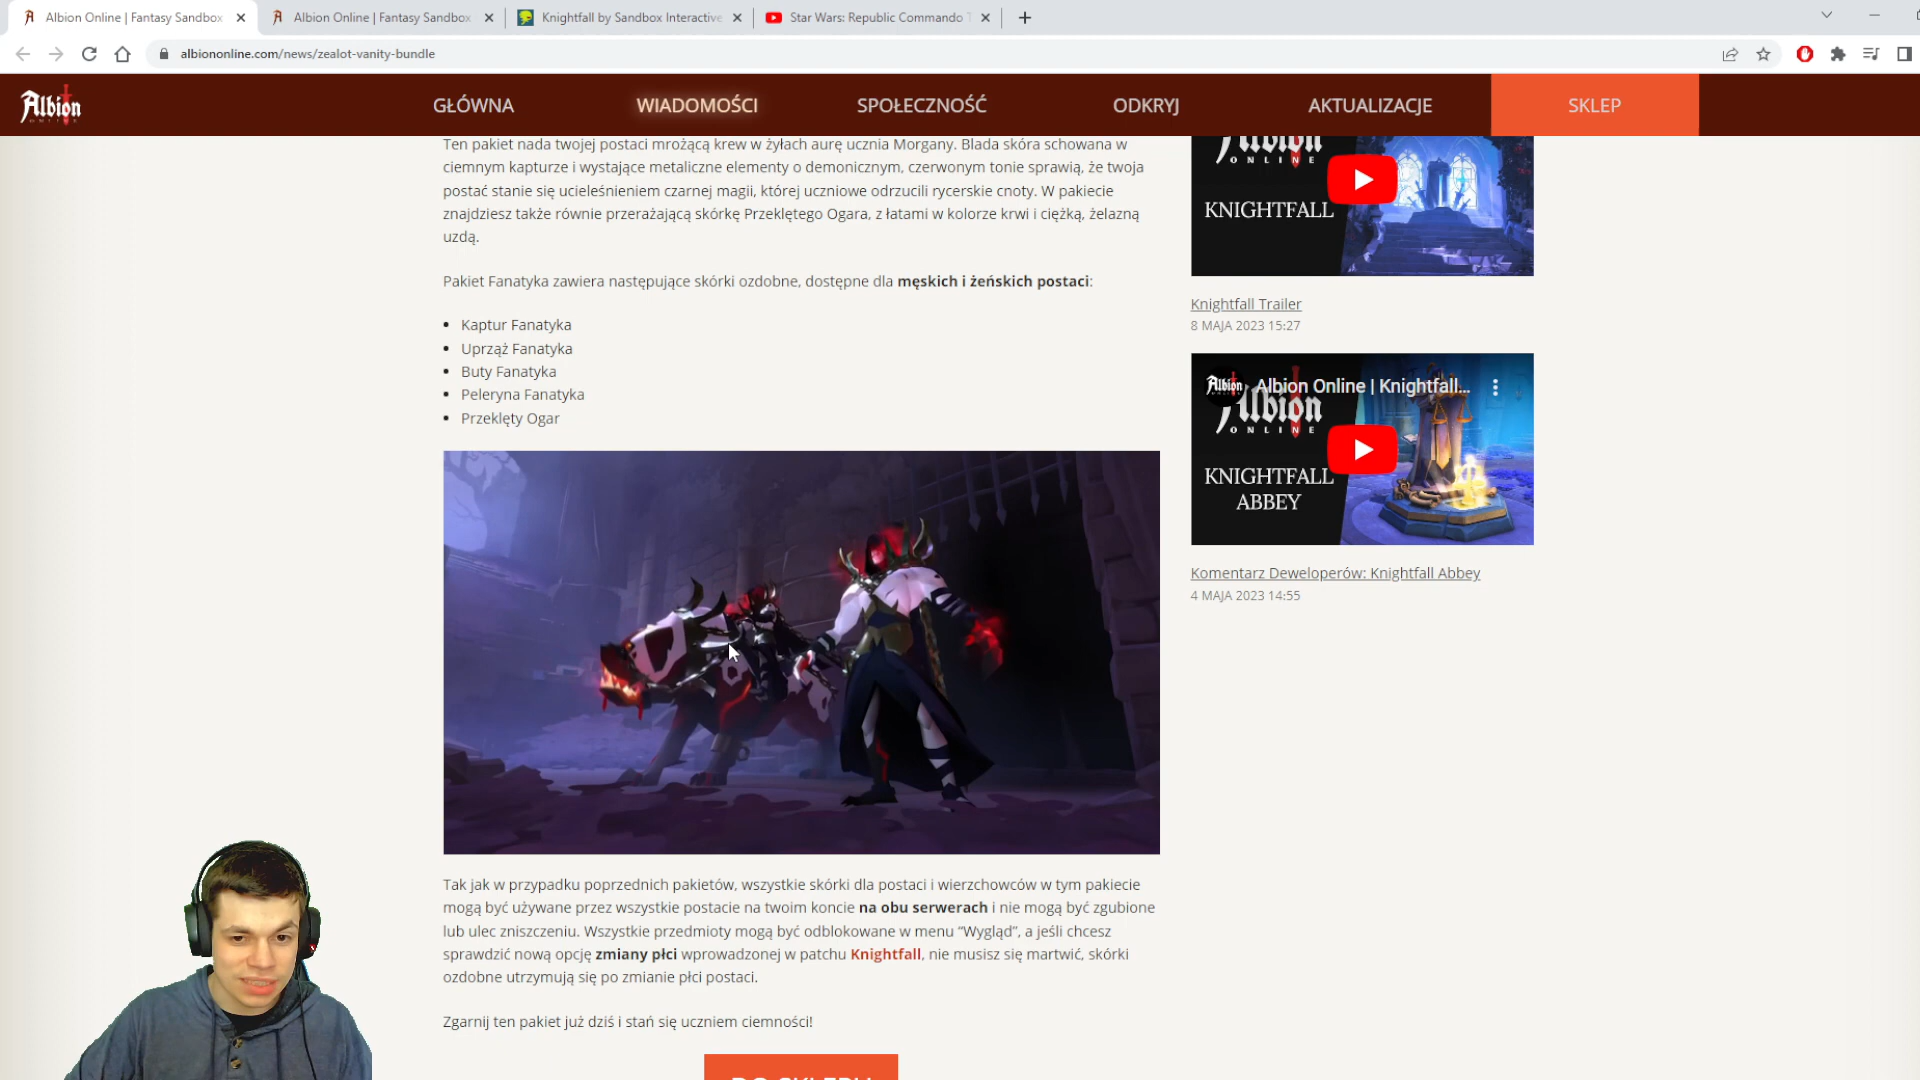 Albion Online | Fantasy Sandbox
Albion Online | Fantasy Sandbox
Knightfall by Sandbox Interactive
Star Wars: Republic Commando
albiononline.com/news/zealot-vanity-bundle
Albion
ONLINE
GŁÓWNA
WIADOMOŚCI
SPOŁECZNOŚĆ
ODKRYJ
AKTUALIZACJE
SKLEP
Ten pakiet nada twojej postaci mrożącą krew w żyłach aurę ucznia Morgany. Blada skóra schowana w
ciemnym kapturze i wystające metaliczne elementy o demonicznym, czerwonym tonie sprawią, że twoja
postać stanie się ucieleśnieniem czarnej magii, której uczniowe odrzucili rycerskie cnoty. W pakiecie
znajdziesz także równie przerażającą skórkę Przeklętego Ogara, z łatami w kolorze krwi i ciężką, żelazną
uzdą.
Pakiet Fanatyka zawiera następujące skórki ozdobne, dostępne dla męskich i żeńskich postaci:
Kaptur Fanatyka
Uprząż Fanatyka
Buty Fanatyka
Peleryna Fanatyka
Przeklęty Ogar
Tak jak w przypadku poprzednich pakietów, wszystkie skórki dla postaci i wierzchowców w tym pakiecie
mogą być używane przez wszystkie postacie na twoim koncie na obu serwerach i nie mogą być zgubione
lub ulec zniszczeniu. Wszystkie przedmioty mogą być odblokowane w menu “Wygląd”, a jeśli chcesz
sprawdzić nową opcję zmiany płci wprowadzonej w patchu Knightfall, nie musisz się martwić, skórki
ozdobne utrzymują się po zmianie płci postaci.
Zgarnij ten pakiet już dziś i stań się uczniem ciemności!
DO SKLEPU
Albion
ONLINE
KNIGHTFALL
Knightfall Trailer
8 MAJA 2023 15:27
Albion Online | Knightfall...
Albion
ONLINE
KNIGHTFALL
ABBEY
Komentarz Deweloperów: Knightfall Abbey
4 MAJA 2023 14:55